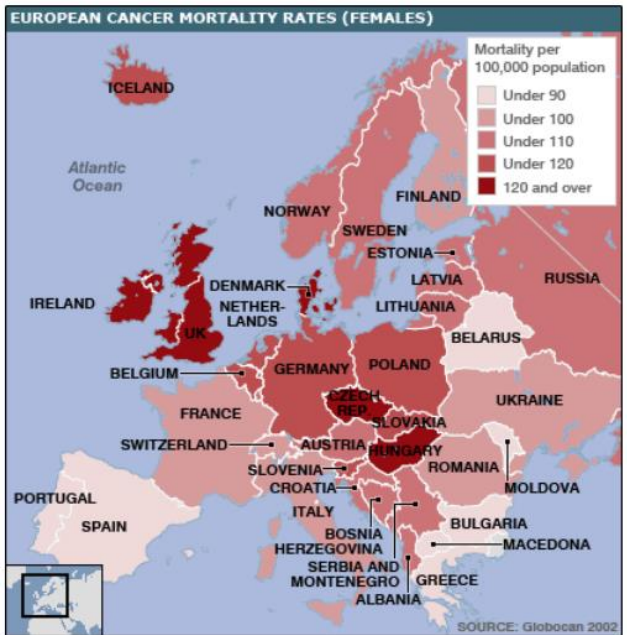 EUROPEAN CANCER MORTALITY RATES (FEMALES)
Mortality per
100,000 population
Under 90
Under 100
Under 110
Under 120
120 and over
ICELAND
Atlantic
Ocean
FINLAND
NORWAY
SWEDEN
ESTONIA
RUSSIA
LATVIA
DENMARK
IRELAND
NETHER-
LANDS
LITHUANIA
UK
BELARUS
BELGIUM
GERMANY
POLAND
CZECH
REP.
UKRAINE
FRANCE
SLOVAKIA
SWITZERLAND
AUSTRIA
HUNGARY
SLOVENIA
ROMANIA
CROATIA
MOLDOVA
PORTUGAL
ITALY
SPAIN
BOSNIA
HERZEGOVINA
BULGARIA
MACEDONA
SERBIA AND
MONTENEGRO
GREECE
ALBANIA
SOURCE: Globocan 2002